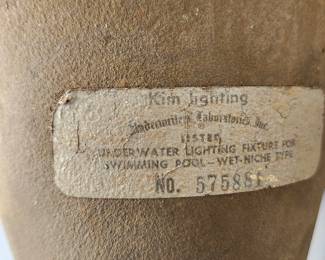 Kim lighting
Underwriters Laboratories Inc.
LISTED
UNDERWATER LIGHTING FIXTURE FOR
SWIMMING POOL-WET-NICHE TYPE
NO. 575881